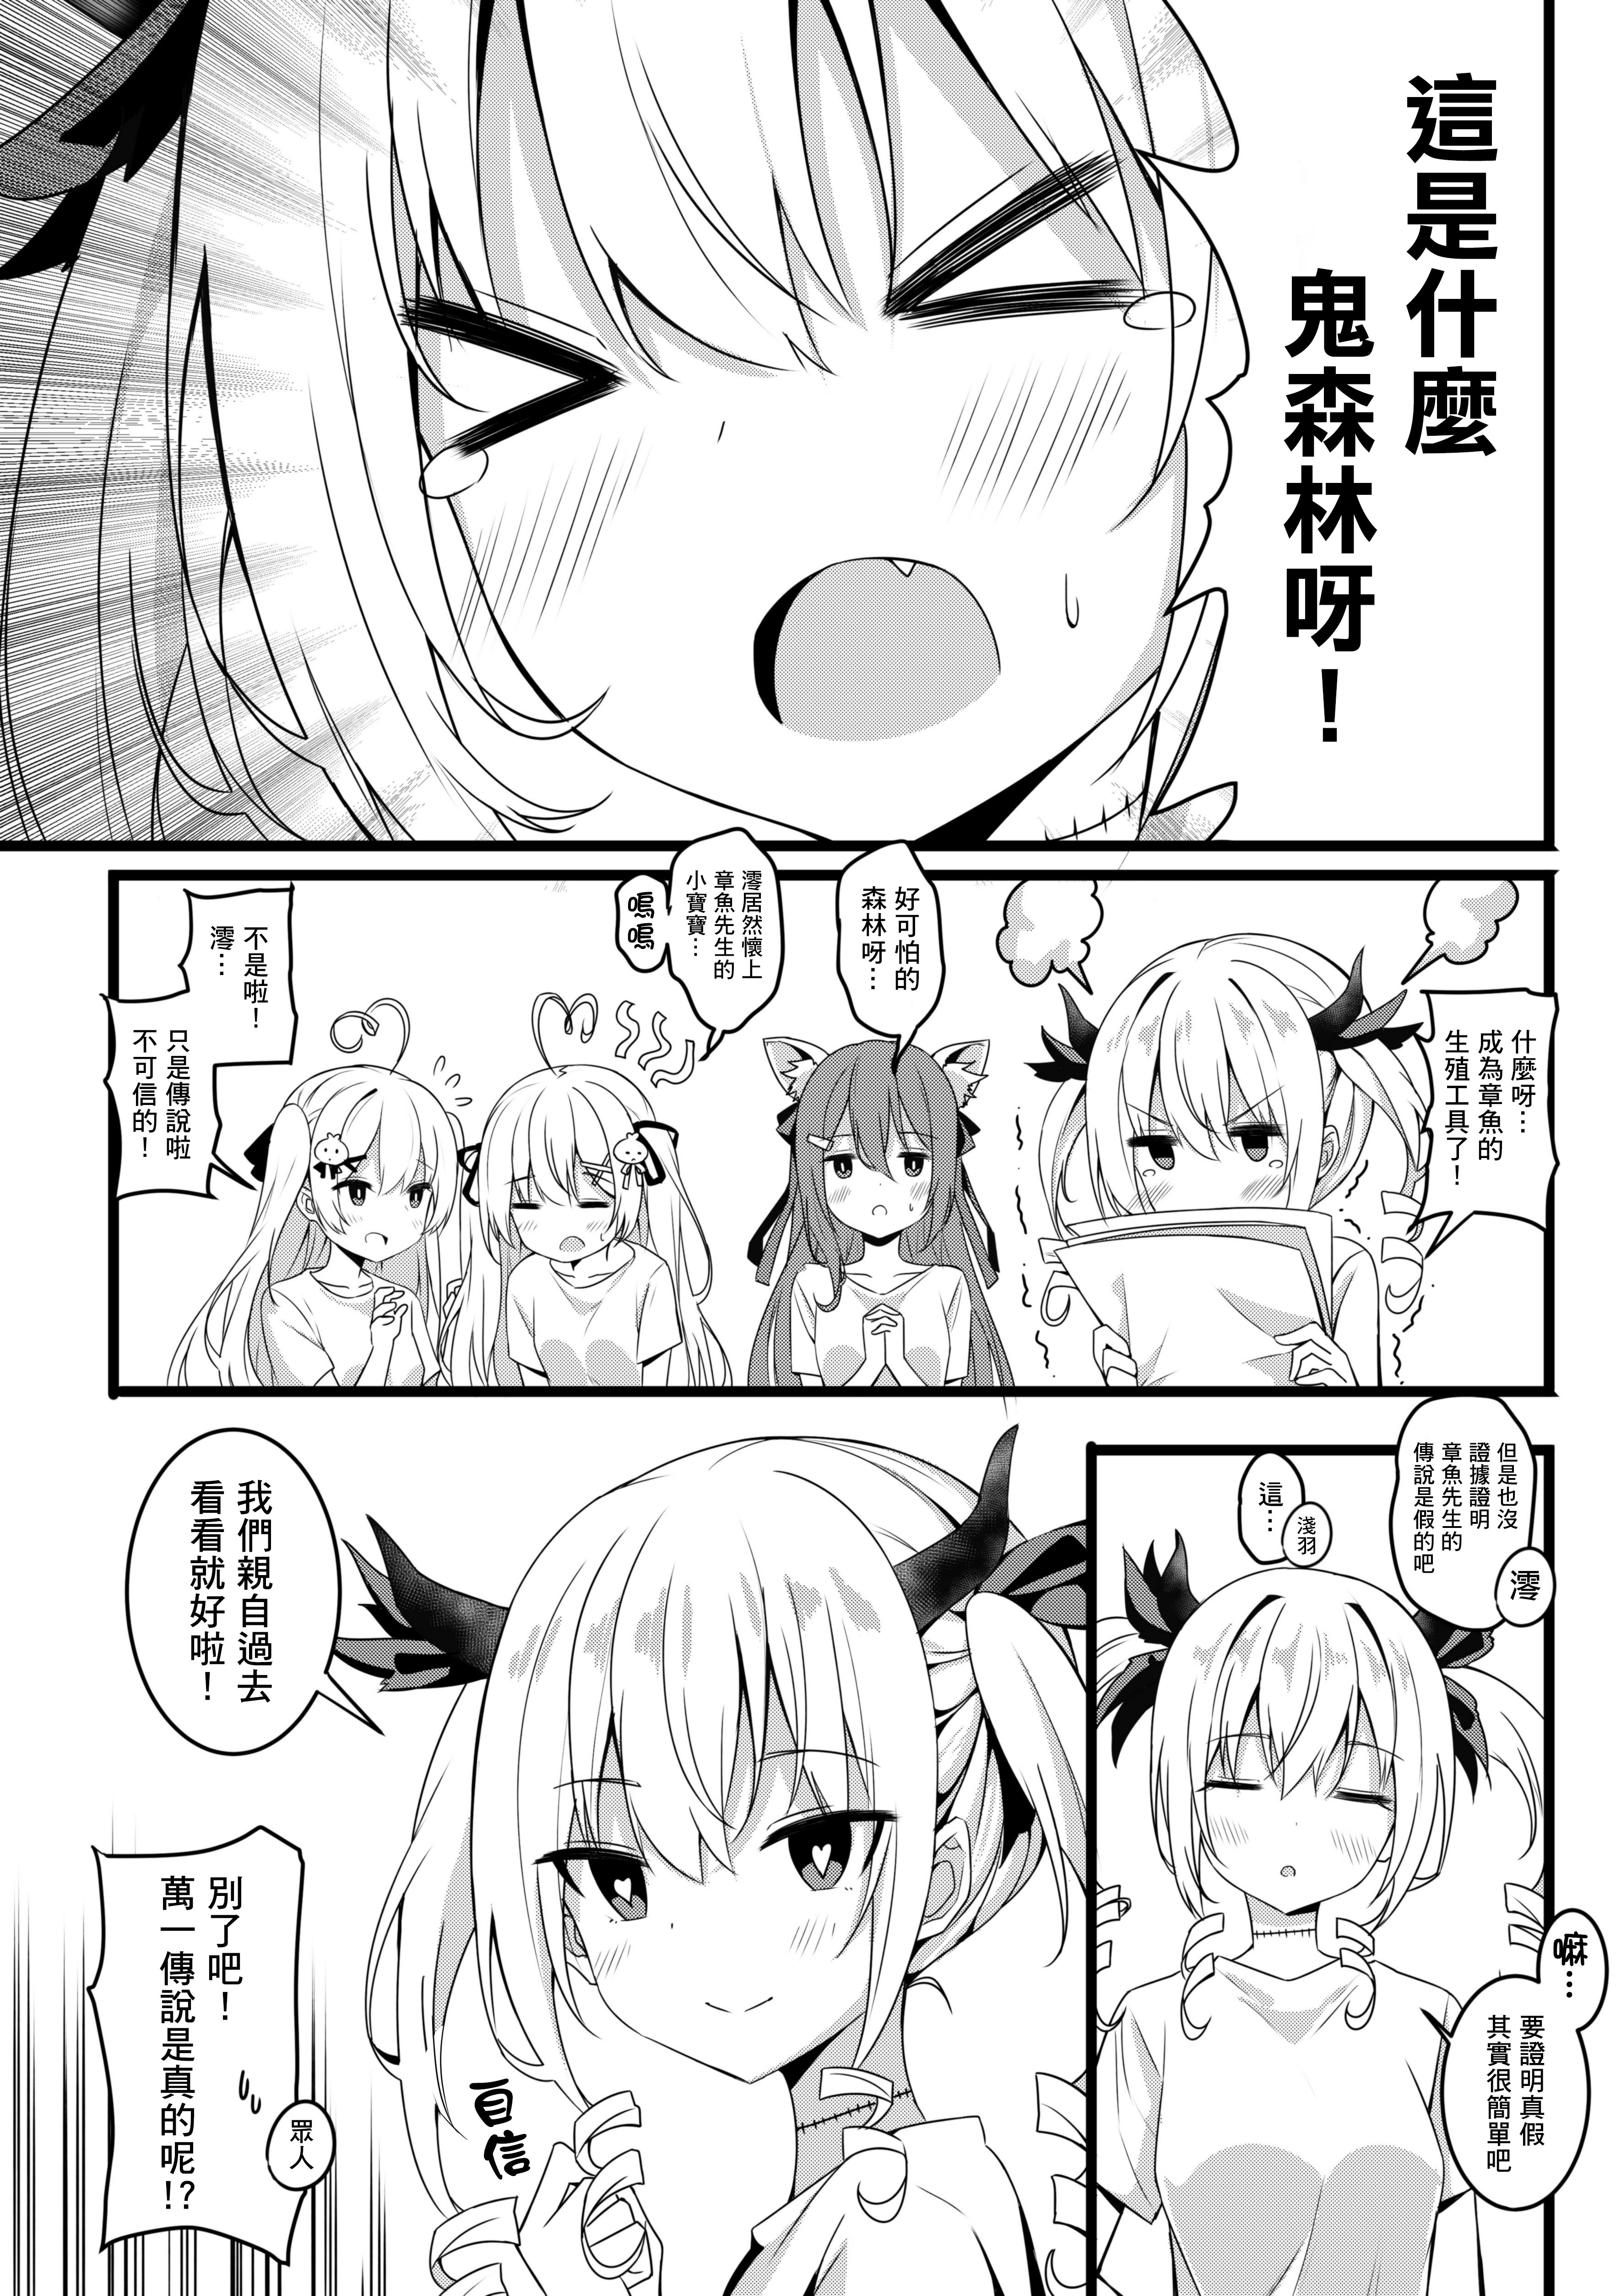 這是什麼
鬼森林呀！
什麼呀…
成為章魚的
生殖工具了！
好可怕的
森林呀…
澪居然懷上
章魚先生的
小寶寶…
嗚嗚
不是啦！
澪…
只是傳說啦
不可信的！
但是也沒
證據證明
章魚先生的
傳說是假的吧
澪
這…
淺羽
嘛…
要證明真假
其實很簡單吧
我們親自過去
看看就好啦！
自信
別了吧！
萬一傳說是真的呢!?
眾人